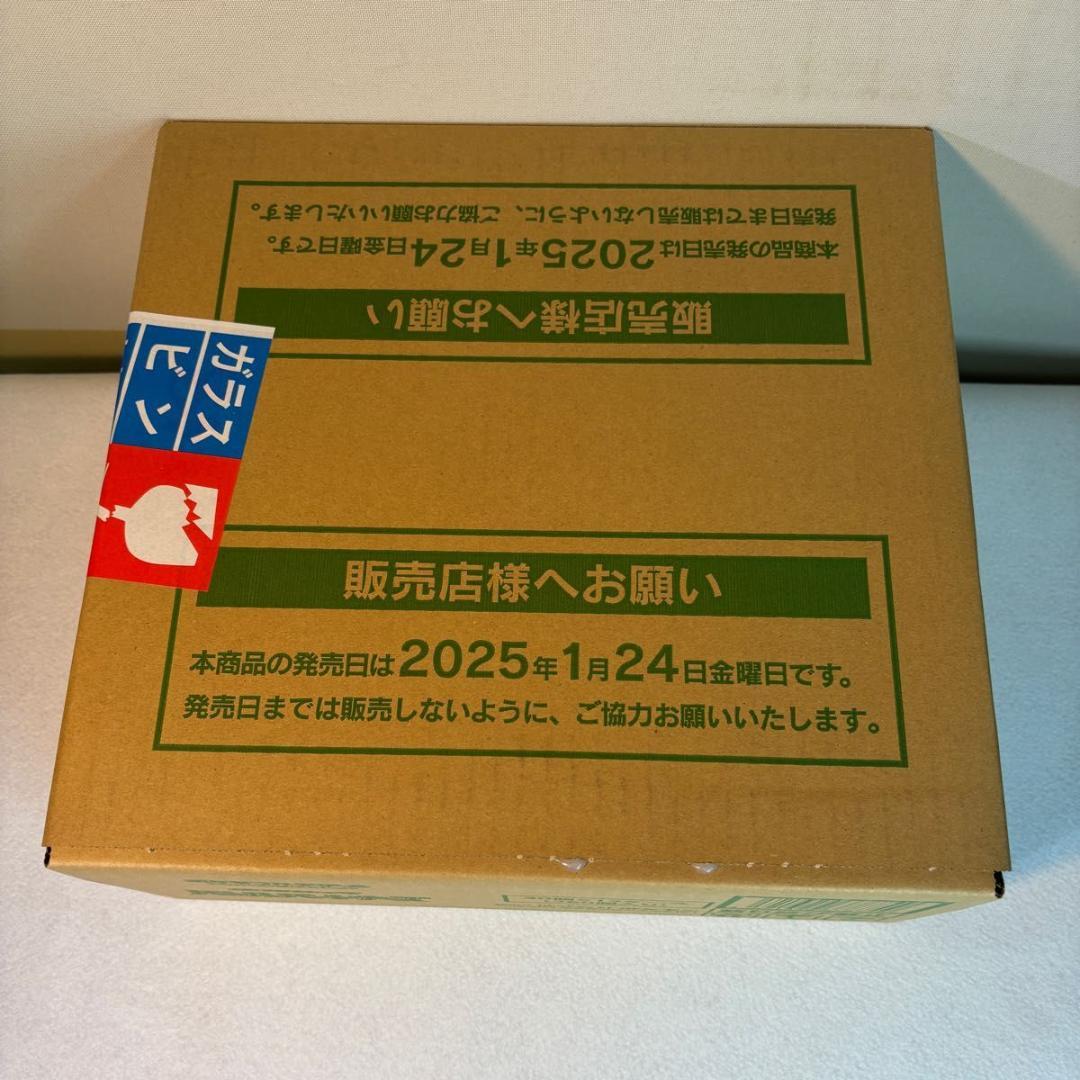 発売日までは販売しないように、ご協力お願いいたします。
本商品の発売日は2025年1月24日金曜日です。
販売店様へお願い
ガラス
ビン
販売店様へお願い
本商品の発売日は2025年1月24日金曜日です。
発売日までは販売しないように、ご協力お願いいたします。